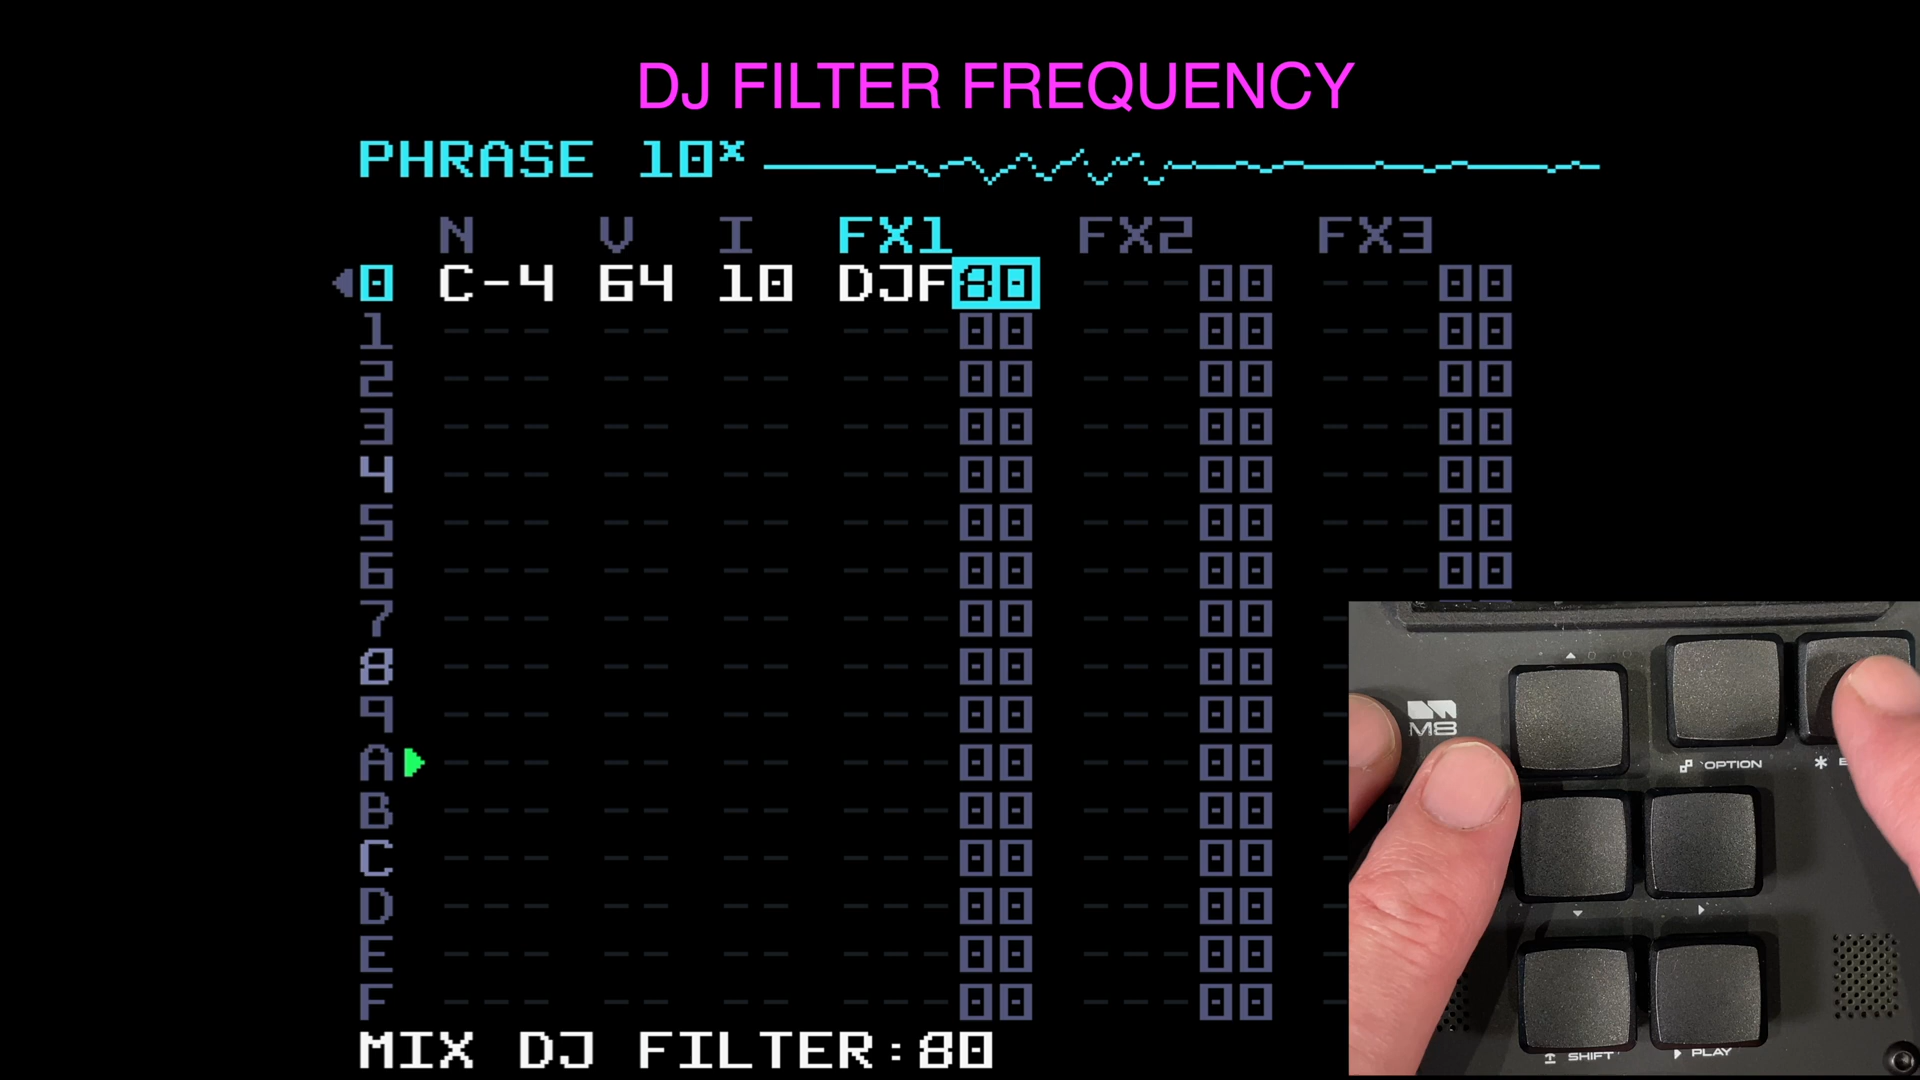 DJ FILTER FREQUENCY
PHRASE 10*
N V I FX1 FX2 FX3
0 C-4 64 10 DJF80 ---00 ---00
1 --- -- -- ---00 ---00 ---00
2 --- -- -- ---00 ---00 ---00
3 --- -- -- ---00 ---00 ---00
4 --- -- -- ---00 ---00 ---00
5 --- -- -- ---00 ---00 ---00
6 --- -- -- ---00 ---00 ---00
7 --- -- -- ---00 ---00 -
8 --- -- -- ---00 ---00 -
9 --- -- -- ---00 ---00 -
A --- -- -- ---00 ---00 -
B --- -- -- ---00 ---00 -
C --- -- -- ---00 ---00 -
D --- -- -- ---00 ---00 -
E --- -- -- ---00 ---00 -
F --- -- -- ---00 ---00 -
MIX DJ FILTER:80
M8
OPTION
SHIFT
PLAY